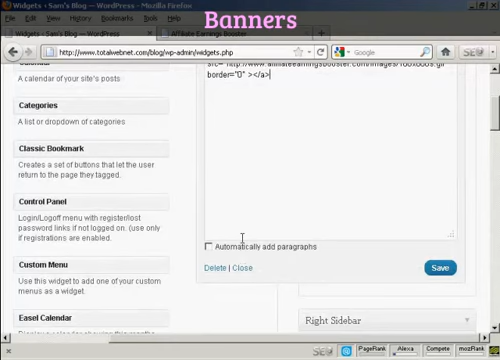 Banners
Widgets ‹ Sam's Blog — WordPress — Mozilla Firefox
File Edit View History Bookmarks Tools Help
Widgets ‹ Sam's Blog — WordPress
Affiliate Earnings Booster
http://www.totalwebnet.com/blog/wp-admin/widgets.php
Google
Calendar
A calendar of your site's posts
Categories
A list or dropdown of categories
Classic Bookmark
Creates a set of buttons that let the user
return to the page they tagged.
Control Panel
Login/Logoff menu with register/lost
password links if not logged on. (use only
if registrations are enabled.
Custom Menu
Use this widget to add one of your custom
menus as a widget.
Easel Calendar
border="0" ></a>
Automatically add paragraphs
Delete | Close
Save
Right Sidebar
PageRank
Alexa
Compete
mozRank